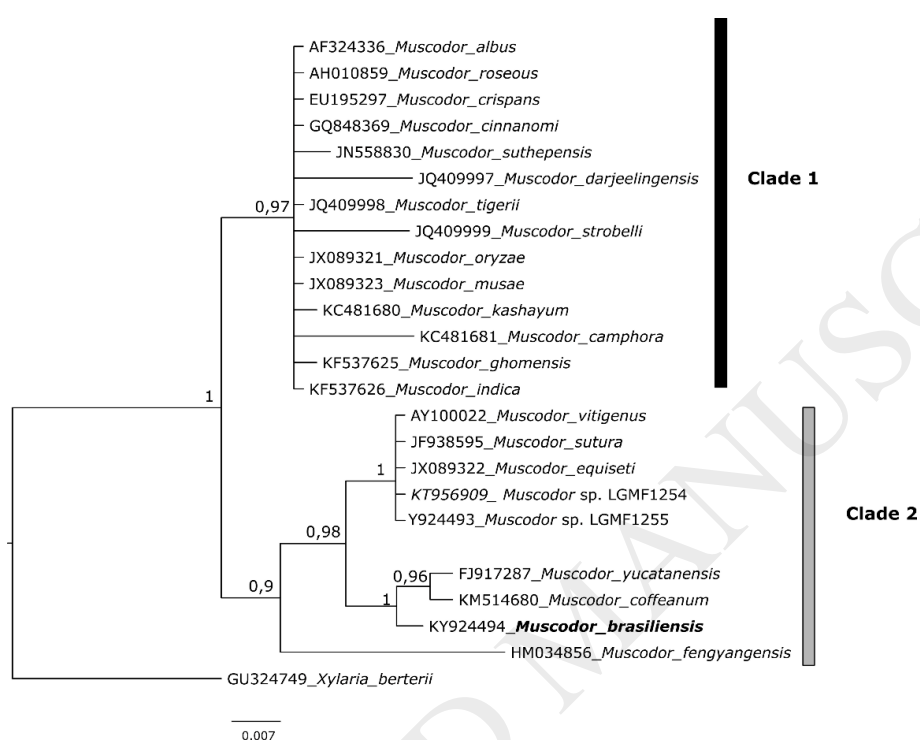 AF324336_Muscodor_albus
AH010859_Muscodor_roseous
EU195297_Muscodor_crispans
GQ848369_Muscodor_cinnanomi
JN558830_Muscodor_suthepensis
JQ409997_Muscodor_darjeelingensis
Clade 1
0,97
JQ409998_Muscodor_tigerii
JQ409999_Muscodor_strobelli
JX089321_Muscodor_oryzae
JX089323_Muscodor_musae
KC481680_Muscodor_kashayum
KC481681_Muscodor_camphora
KF537625_Muscodor_ghomensis
KF537626_Muscodor_indica
1
AY100022_Muscodor_vitigenus
JF938595_Muscodor_sutura
1
JX089322_Muscodor_equiseti
KT956909_ Muscodor sp. LGMF1254
Y924493_Muscodor sp. LGMF1255
Clade 2
0,98
FJ917287_Muscodor_yucatanensis
0,96
0,9
1
KM514680_Muscodor_coffeanum
KY924494_Muscodor_brasiliensis
HM034856_Muscodor_fengyangensis
GU324749_Xylaria_berterii
0.007
D MANUSC